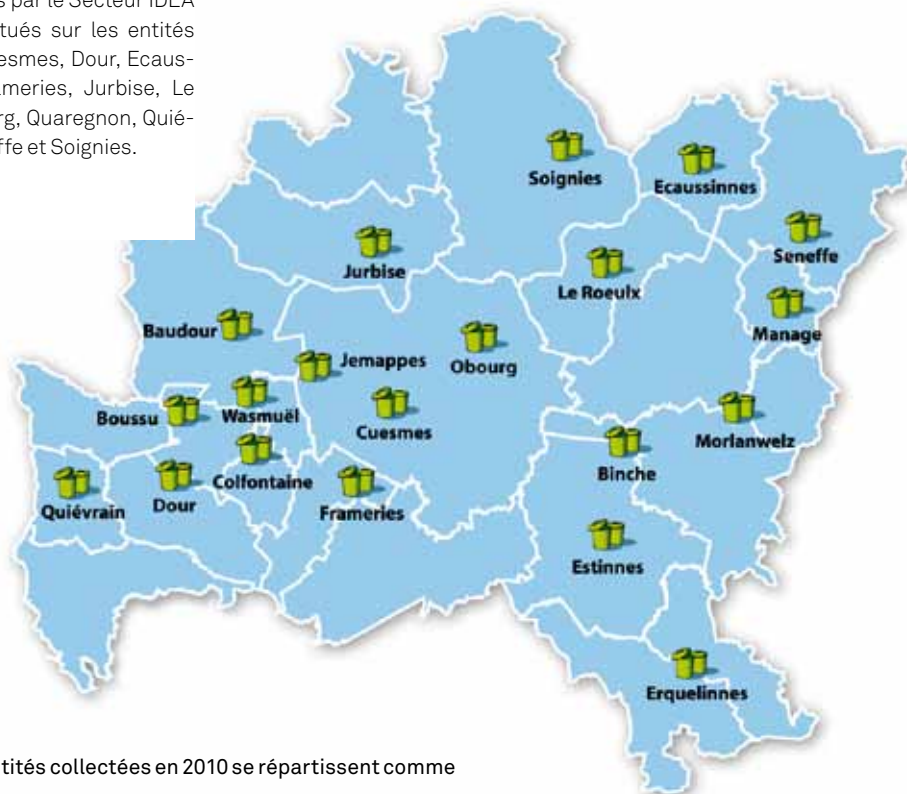 s par le Secteur IDEA
tués sur les entités
esmes, Dour, Ecaus-
meries, Jurbise, Le
rg, Quaregnon, Quié-
ffe et Soignies.
Soignies
Ecaussinnes
Seneffe
Jurbise
Le Roeulx
Manage
Baudour
Jemappes
Obourg
Boussu
Wasmuël
Cuesmes
Morlanwelz
Binche
Colfontaine
Quiévrain
Dour
Frameries
Estinnes
Erquelinnes
tités collectées en 2010 se répartissent comme